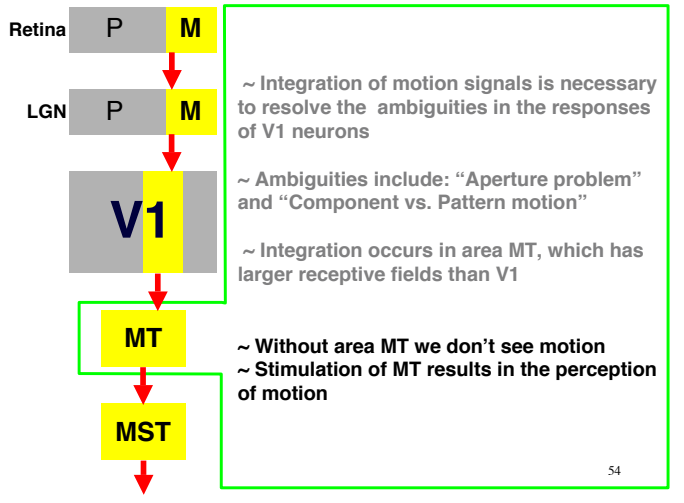 Retina P M
LGN P M
V1
MT
MST
~ Integration of motion signals is necessary
to resolve the ambiguities in the responses
of V1 neurons
~ Ambiguities include: “Aperture problem”
and “Component vs. Pattern motion”
~ Integration occurs in area MT, which has
larger receptive fields than V1
~ Without area MT we don’t see motion
~ Stimulation of MT results in the perception
of motion
54